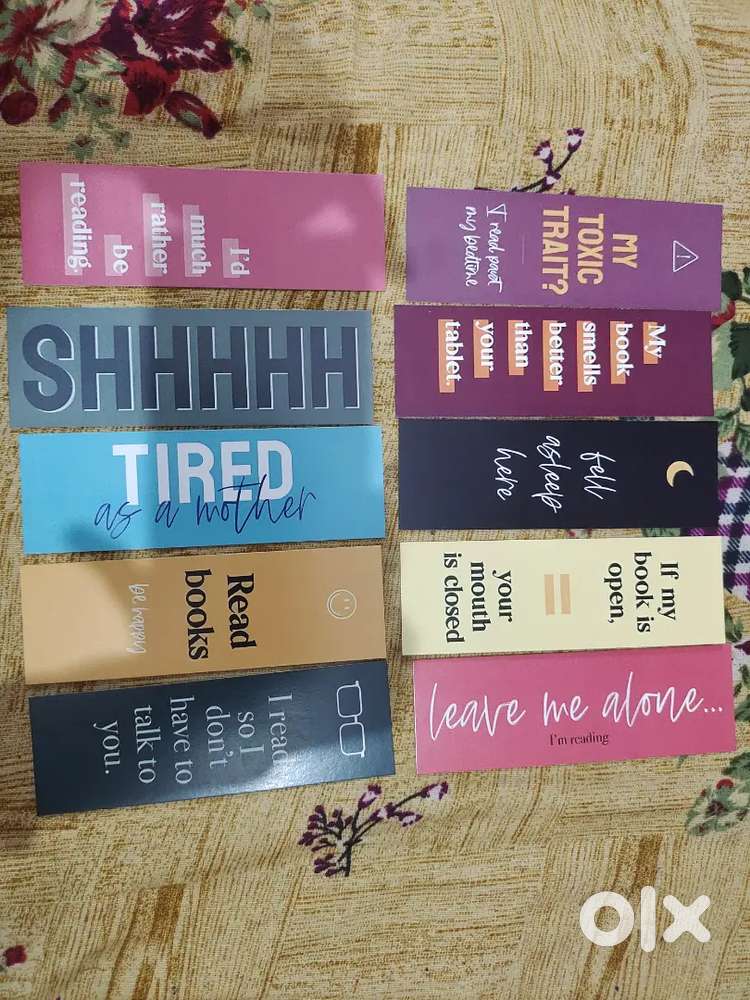 I'd
much
rather
be
reading.
SHHHHH
TIRED
as a mother
Read
books
be happy
I read
so I
don't
have to
talk to
you.
MY
TOXIC
TRAIT?
I read past
my bedtime
My
book
smells
better
than
your
tablet.
fell
asleep
here
If my
book is
open,
=
your
mouth
is closed
leave me alone...
I'm reading
olx